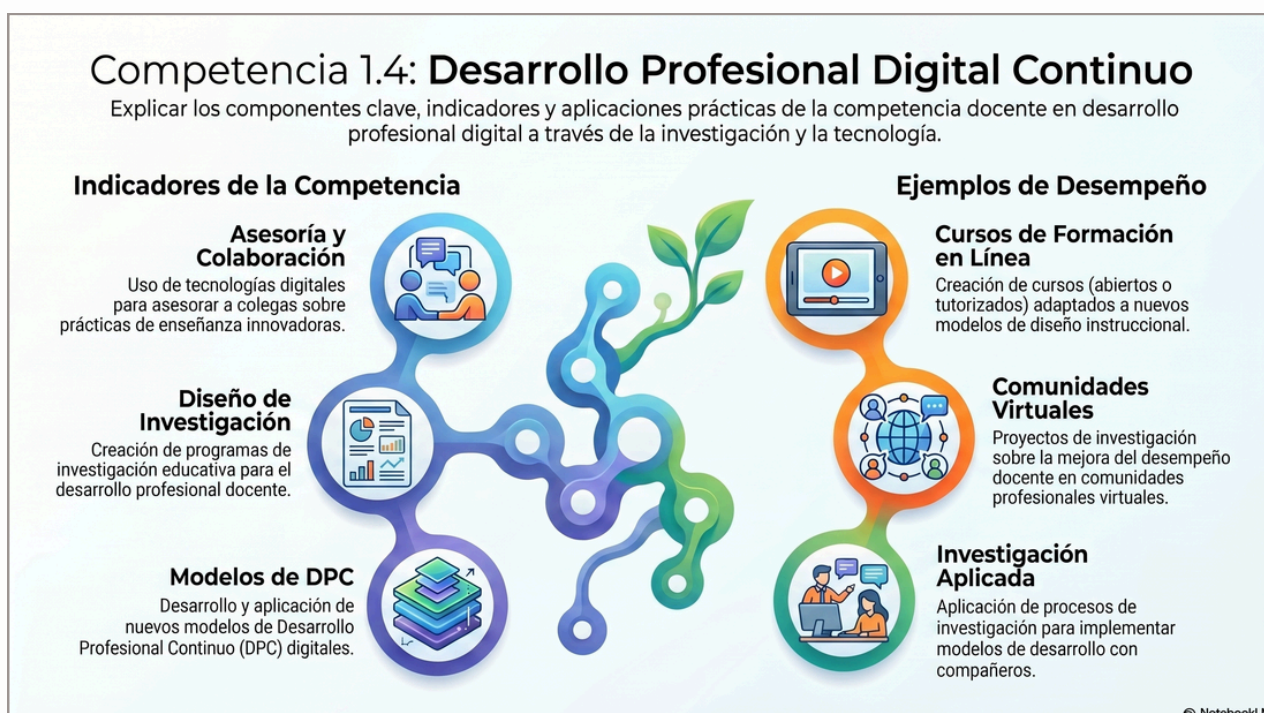 Competencia 1.4: Desarrollo Profesional Digital Continuo
Explicar los componentes clave, indicadores y aplicaciones prácticas de la competencia docente en desarrollo
profesional digital a través de la investigación y la tecnología.
Indicadores de la Competencia
Asesoría y
Colaboración
Uso de tecnologías digitales
para asesorar a colegas sobre
prácticas de enseñanza innovadoras.
Diseño de
Investigación
Creación de programas de
investigación educativa para el
desarrollo profesional docente.
Modelos de DPC
Desarrollo y aplicación de
nuevos modelos de Desarrollo
Profesional Continuo (DPC) digitales.
Ejemplos de Desempeño
Cursos de Formación
en Línea
Creación de cursos (abiertos o
tutorizados) adaptados a nuevos
modelos de diseño instruccional.
Comunidades
Virtuales
Proyectos de investigación
sobre la mejora del desempeño
docente en comunidades
profesionales virtuales.
Investigación
Aplicada
Aplicación de procesos de
investigación para implementar
modelos de desarrollo con
compañeros.